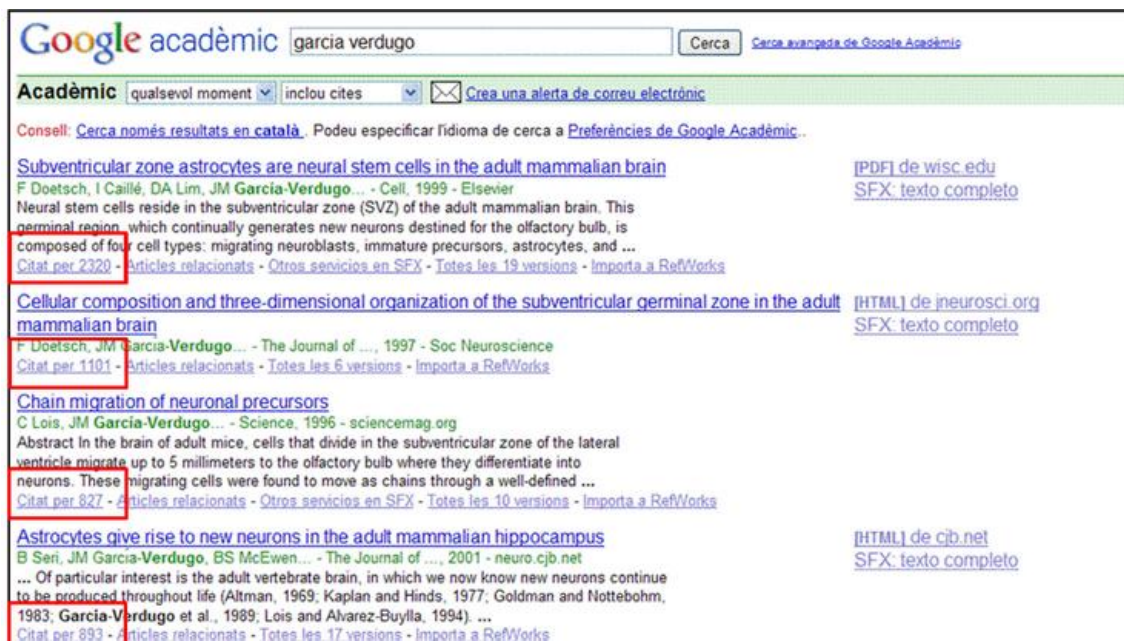 Google acadèmic garcia verdugo Cerca Cerca avançada de Google Acadèmic
Acadèmic qualsevol moment inclou cites Crea una alerta de correu electrònic
Consell: Cerca només resultats en català . Podeu especificar l'idioma de cerca a Preferències de Google Acadèmic..
Subventricular zone astrocytes are neural stem cells in the adult mammalian brain [PDF] de wisc.edu
F Doetsch, I Caillé, DA Lim, JM García-Verdugo... - Cell, 1999 - Elsevier SFX: texto completo
Neural stem cells reside in the subventricular zone (SVZ) of the adult mammalian brain. This
germinal region, which continually generates new neurons destined for the olfactory bulb, is
composed of four cell types: migrating neuroblasts, immature precursors, astrocytes, and ...
Citat per 2320 - Articles relacionats - Otros servicios en SFX - Totes les 19 versions - Importa a RefWorks
Cellular composition and three-dimensional organization of the subventricular germinal zone in the adult [HTML] de jneurosci.org
mammalian brain SFX: texto completo
F Doetsch, JM Garcia-Verdugo... - The Journal of ..., 1997 - Soc Neuroscience
Citat per 1101 - Articles relacionats - Totes les 6 versions - Importa a RefWorks
Chain migration of neuronal precursors
C Lois, JM García-Verdugo... - Science, 1996 - sciencemag.org
Abstract In the brain of adult mice, cells that divide in the subventricular zone of the lateral
ventricle migrate up to 5 millimeters to the olfactory bulb where they differentiate into
neurons. These migrating cells were found to move as chains through a well-defined ...
Citat per 827 - Articles relacionats - Otros servicios en SFX - Totes les 10 versions - Importa a RefWorks
Astrocytes give rise to new neurons in the adult mammalian hippocampus [HTML] de cjb.net
B Seri, JM García-Verdugo, BS McEwen... - The Journal of ..., 2001 - neuro.cjb.net SFX: texto completo
... Of particular interest is the adult vertebrate brain, in which we now know new neurons continue
to be produced throughout life (Altman, 1969; Kaplan and Hinds, 1977; Goldman and Nottebohm,
1983; Garcia-Verdugo et al., 1989; Lois and Alvarez-Buylla, 1994). ...
Citat per 893 - Articles relacionats - Totes les 17 versions - Importa a RefWorks